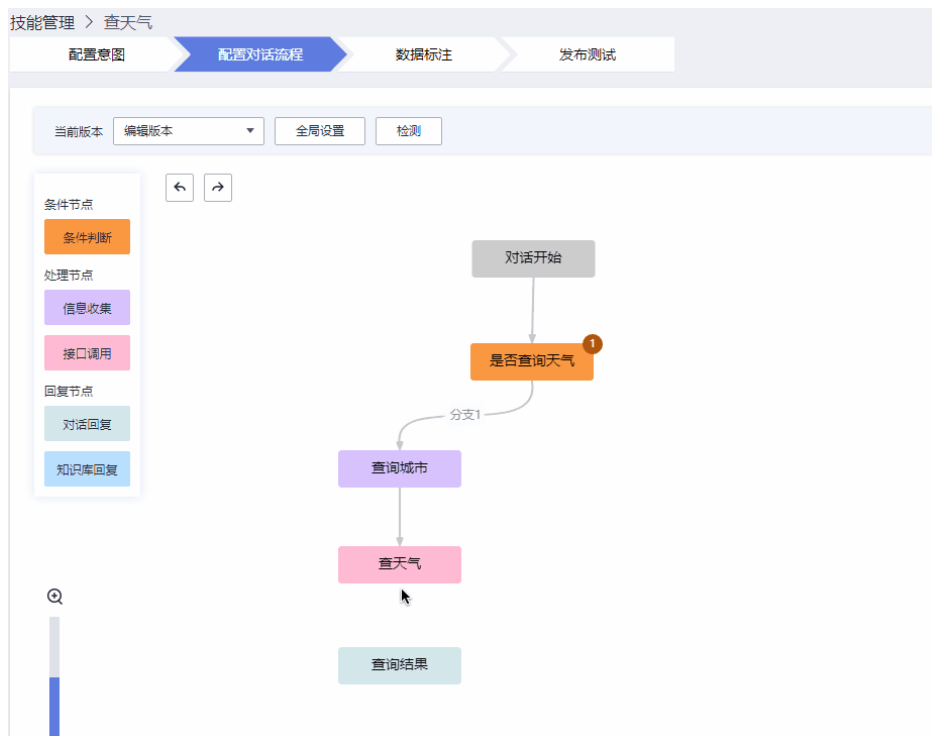 技能管理 > 查天气
配置意图 配置对话流程 数据标注 发布测试
当前版本 编辑版本 全局设置 检测
条件节点
条件判断
处理节点
信息收集
接口调用
回复节点
对话回复
知识库回复
对话开始
是否查询天气 1
分支1
查询城市
查天气
查询结果